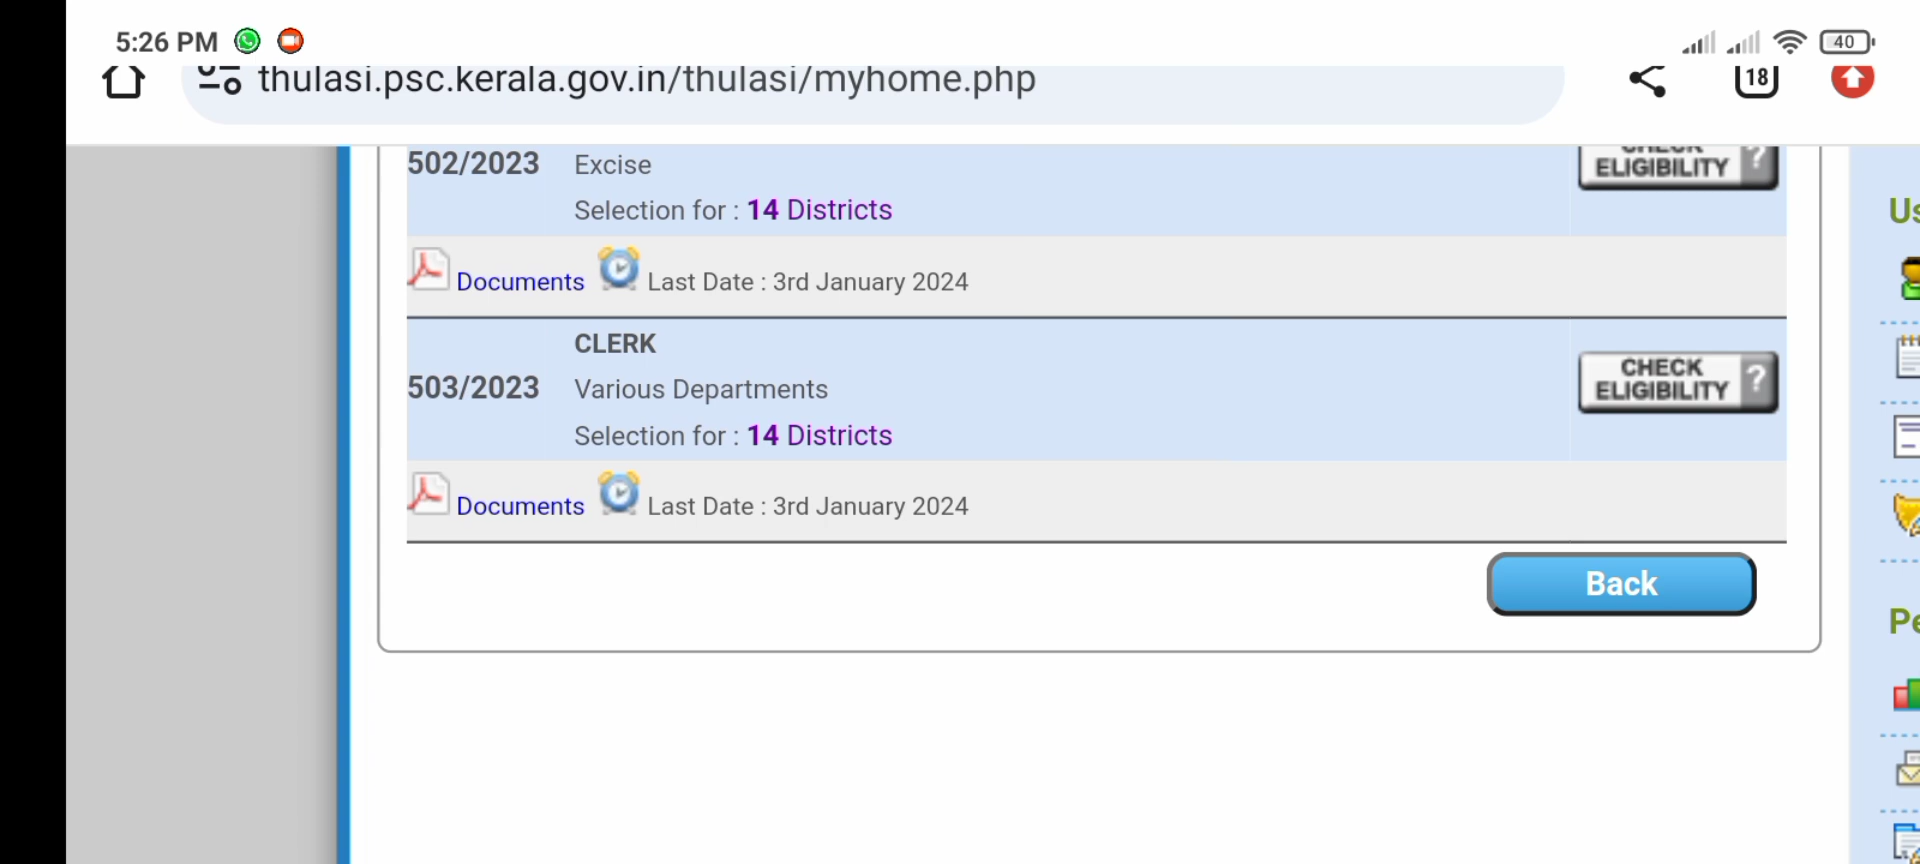 5:26 PM
40
thulasi.psc.kerala.gov.in/thulasi/myhome.php
18
502/2023
Excise
CHECK
ELIGIBILITY ?
Selection for : 14 Districts
Documents Last Date : 3rd January 2024
CLERK
503/2023
Various Departments
CHECK
ELIGIBILITY ?
Selection for : 14 Districts
Documents Last Date : 3rd January 2024
Back